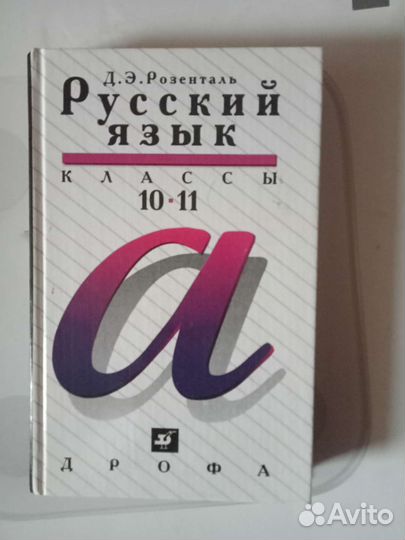 Д.Э.Розенталь
Русский
язык
КЛАССЫ
10-11
а
ДРОФА
Avito